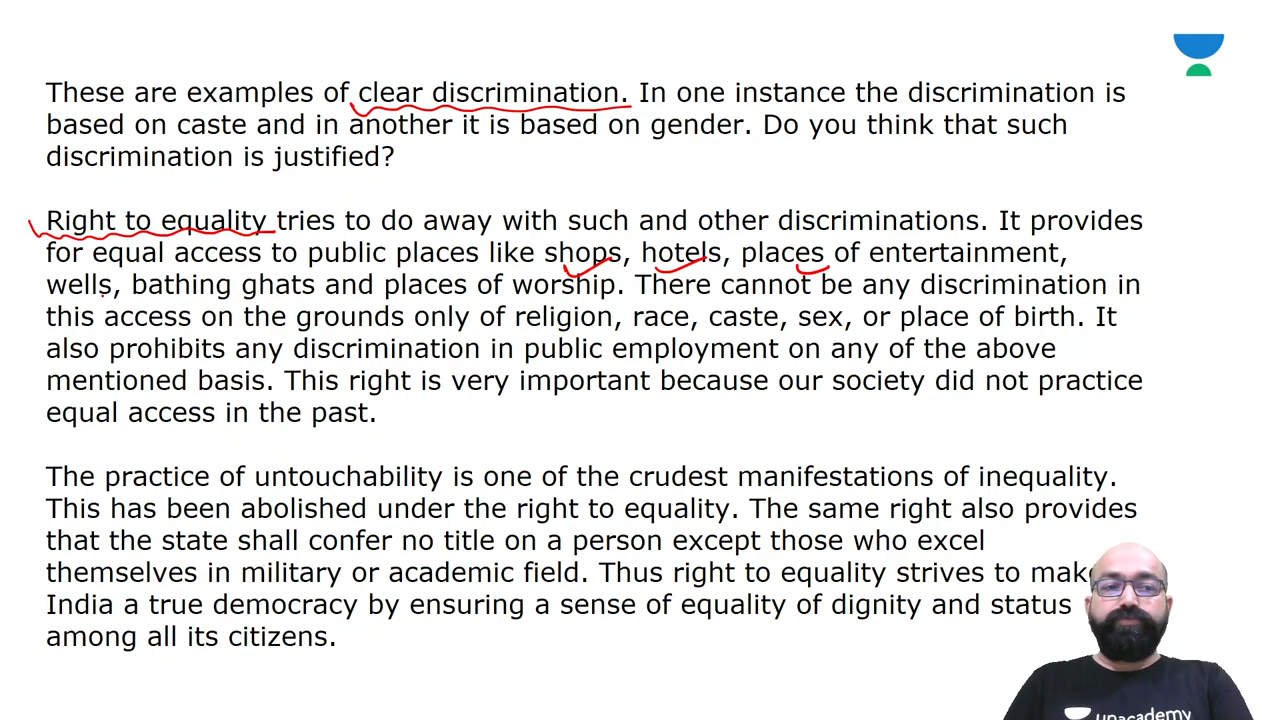 These are examples of clear discrimination. In one instance the discrimination is
based on caste and in another it is based on gender. Do you think that such
discrimination is justified?
Right to equality tries to do away with such and other discriminations. It provides
for equal access to public places like shops, hotels, places of entertainment,
wells, bathing ghats and places of worship. There cannot be any discrimination in
this access on the grounds only of religion, race, caste, sex, or place of birth. It
also prohibits any discrimination in public employment on any of the above
mentioned basis. This right is very important because our society did not practice
equal access in the past.
The practice of untouchability is one of the crudest manifestations of inequality.
This has been abolished under the right to equality. The same right also provides
that the state shall confer no title on a person except those who excel
themselves in military or academic field. Thus right to equality strives to make
India a true democracy by ensuring a sense of equality of dignity and status
among all its citizens.
unacademy